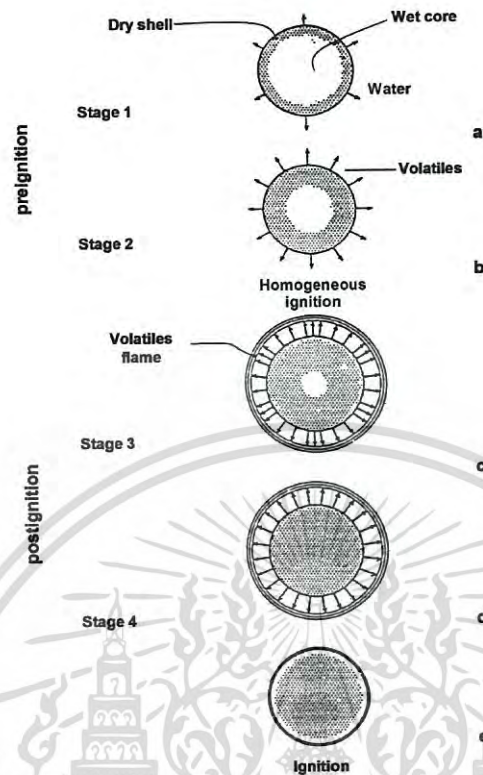 Dry shell
Wet core
Water
Stage 1
a
preignition
Volatiles
Stage 2
b
Homogeneous
ignition
Volatiles
flame
Stage 3
c
postignition
d
Stage 4
e
Ignition